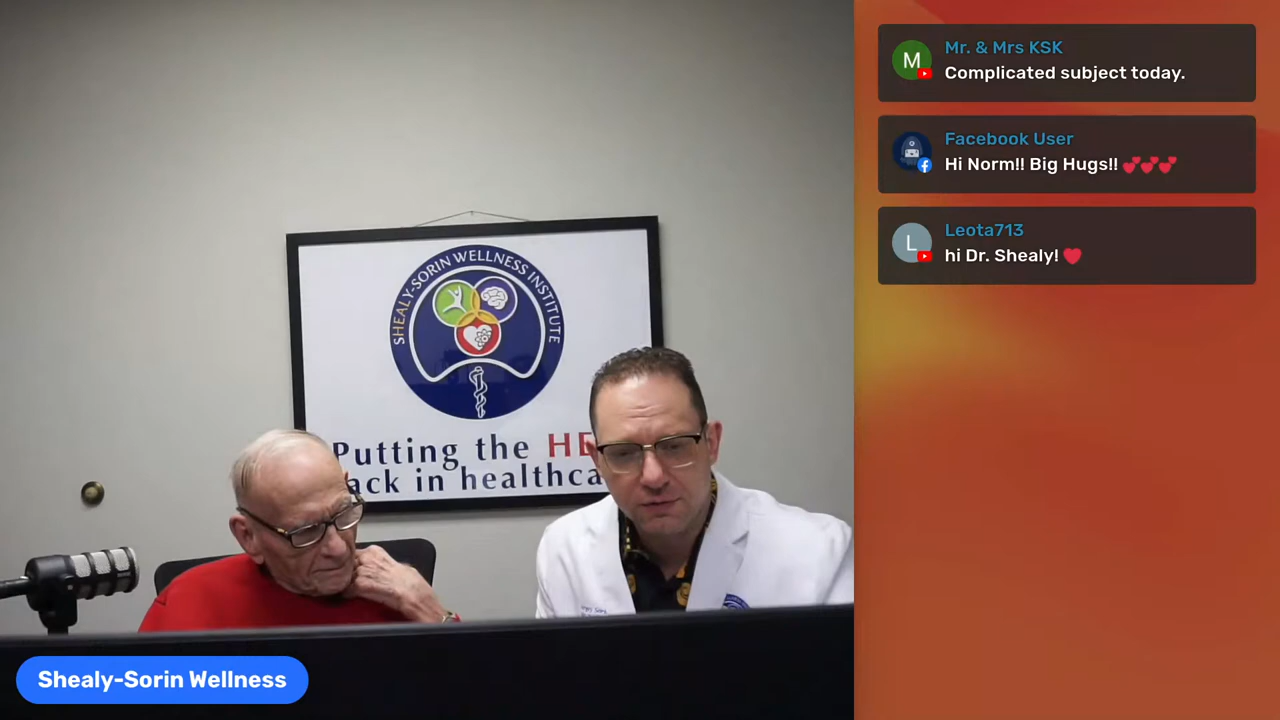 Mr. & Mrs KSK
M
Complicated subject today.
Facebook User
Hi Norm!! Big Hugs!! 💕💕💕
Leota713
L
hi Dr. Shealy! ❤️
SHEALY-SORIN WELLNESS INSTITUTE
Putting the HE
ack in healthca
Shealy-Sorin Wellness